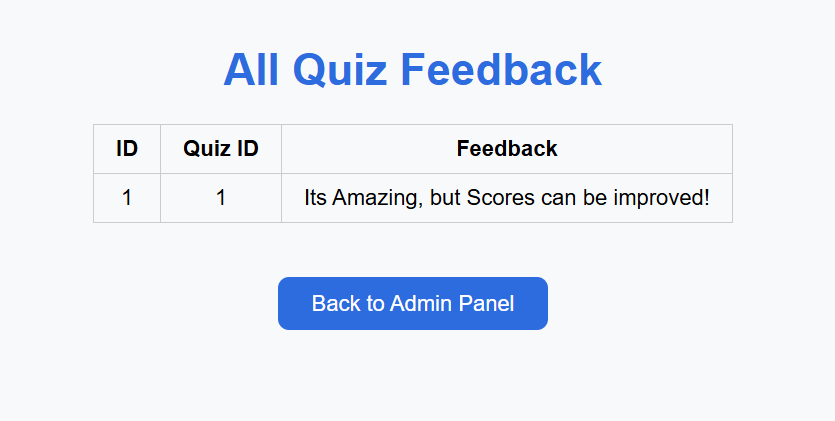 All Quiz Feedback
ID Quiz ID Feedback
1 1 Its Amazing, but Scores can be improved!
Back to Admin Panel